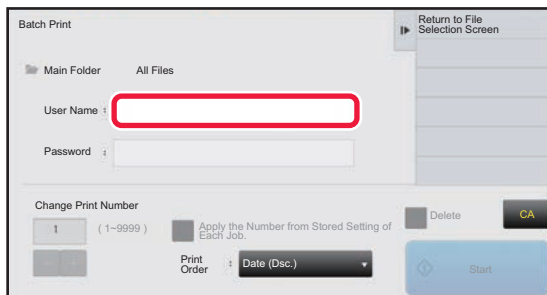 Batch Print
Return to File
Selection Screen
Main Folder All Files
User Name :
Password :
Change Print Number
1 (1~9999)
Apply the Number from Stored Setting of
Each Job.
Delete
CA
Print
Order : Date (Dsc.)
Start